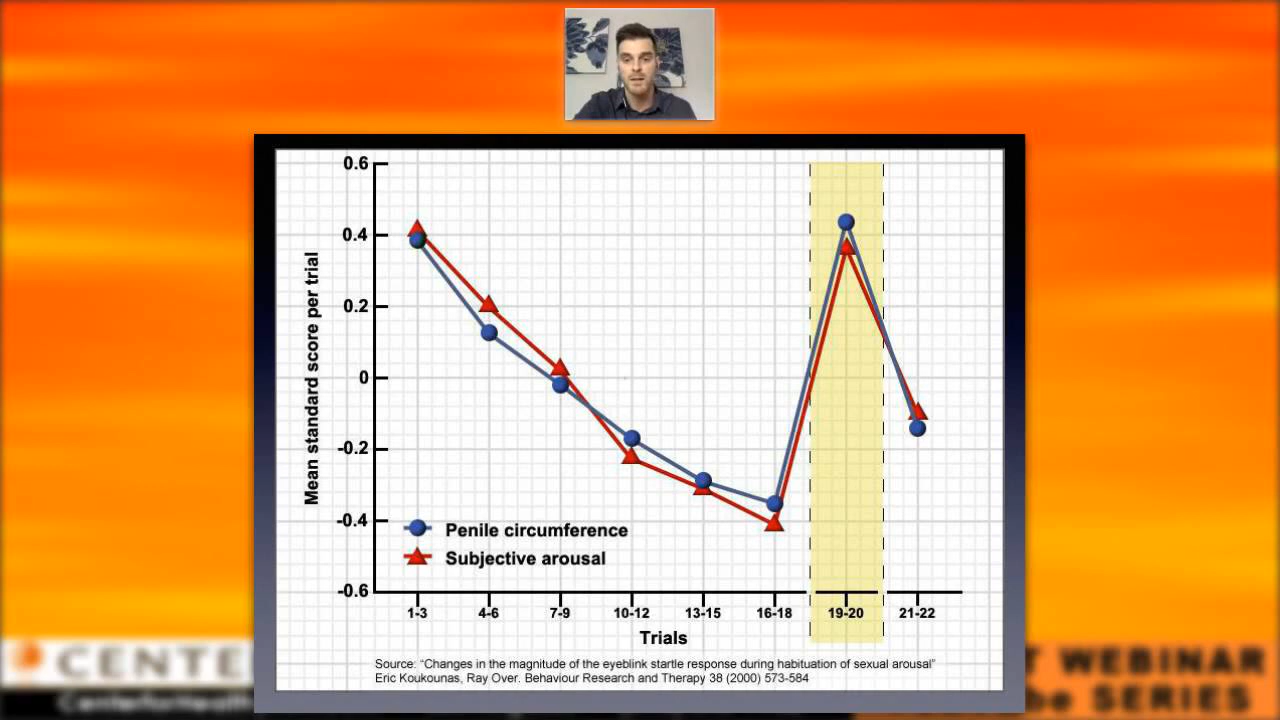 0.6
0.4
0.2
0
-0.2
-0.4
-0.6
Mean standard score per trial
Penile circumference
Subjective arousal
1-3 4-6 7-9 10-12 13-15 16-18 19-20 21-22
Trials
Source: “Changes in the magnitude of the eyeblink startle response during habituation of sexual arousal”
Eric Koukounas, Ray Over. Behaviour Research and Therapy 38 (2000) 573-584
CENTE
WEBINAR
SERIES